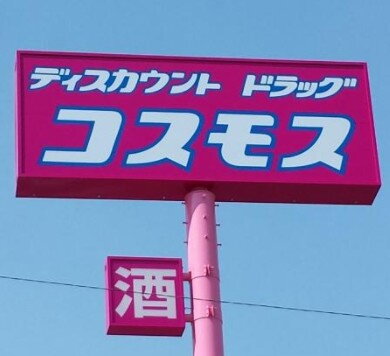 ディスカウント ドラッグ
コスモス
酒